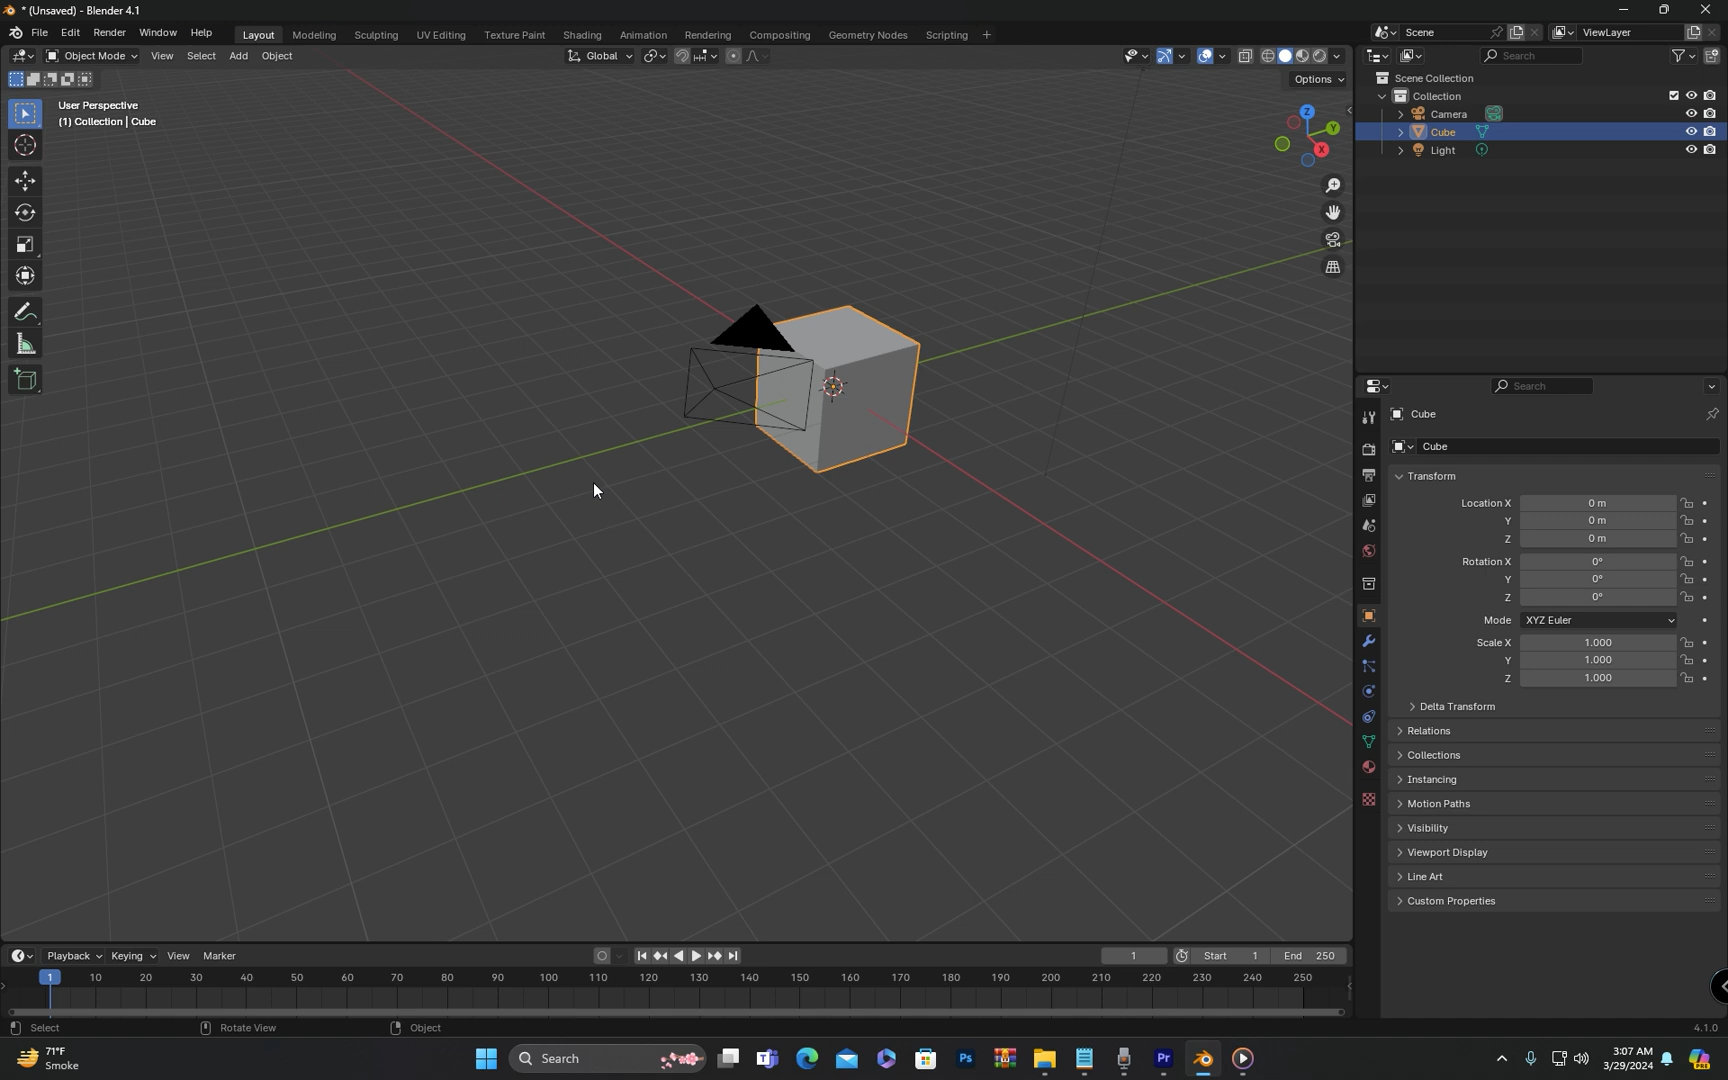 * (Unsaved) - Blender 4.1
File Edit Render Window Help Layout Modeling Sculpting UV Editing Texture Paint Shading Animation Rendering Compositing Geometry Nodes Scripting + Scene ViewLayer
Object Mode View Select Add Object Global Search
Options
User Perspective
(1) Collection | Cube
Z
Y
X
Scene Collection
Collection
Camera
Cube
Light
Search
Cube
Cube
Transform
Location X 0 m
Y 0 m
Z 0 m
Rotation X 0°
Y 0°
Z 0°
Mode XYZ Euler
Scale X 1.000
Y 1.000
Z 1.000
Delta Transform
Relations
Collections
Instancing
Motion Paths
Visibility
Viewport Display
Line Art
Custom Properties
Playback Keying View Marker 1 Start 1 End 250
1 10 20 30 40 50 60 70 80 90 100 110 120 130 140 150 160 170 180 190 200 210 220 230 240 250
Select Rotate View Object 4.1.0
71°F
Smoke
Search
Ps
Pr
PRE
3:07 AM
3/29/2024